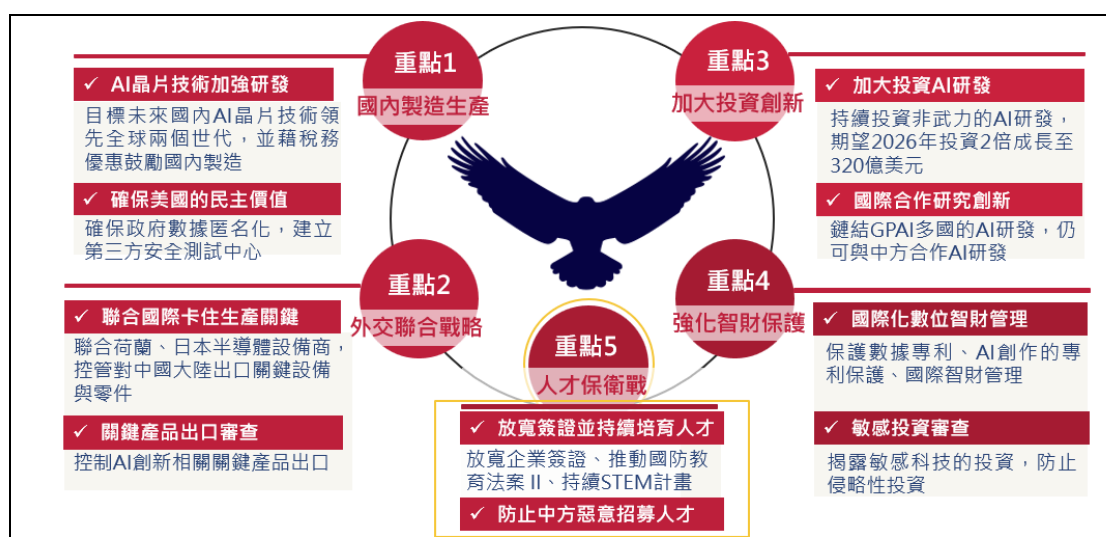 重點1
國內製造生產
✓ AI晶片技術加強研發
目標未來國內AI晶片技術領
先全球兩個世代，並藉稅務
優惠鼓勵國內製造
✓ 確保美國的民主價值
確保政府數據匿名化，建立
第三方安全測試中心
重點2
外交聯合戰略
✓ 聯合國際卡住生產關鍵
聯合荷蘭、日本半導體設備商，
控管對中國大陸出口關鍵設備
與零件
✓ 關鍵產品出口審查
控制AI創新相關關鍵產品出口
重點3
加大投資創新
✓ 加大投資AI研發
持續投資非武力的AI研發，
期望2026年投資2倍成長至
320億美元
✓ 國際合作研究創新
鏈結GPAI多國的AI研發，仍
可與中方合作AI研發
重點4
強化智財保護
✓ 國際化數位智財管理
保護數據專利、AI創作的專
利保護、國際智財管理
✓ 敏感投資審查
揭露敏感科技的投資，防止
侵略性投資
重點5
人才保衛戰
✓ 放寬簽證並持續培育人才
放寬企業簽證、推動國防教
育法案 II、持續STEM計畫
✓ 防止中方惡意招募人才